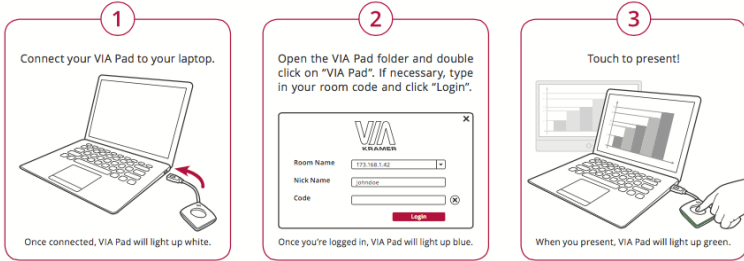 1
Connect your VIA Pad to your laptop.
Once connected, VIA Pad will light up white.
2
Open the VIA Pad folder and double
click on “VIA Pad”. If necessary, type
in your room code and click “Login”.
X
VIA
KRAMER
Room Name 173.168.1.42
Nick Name johndoe
Code
Login
Once you’re logged in, VIA Pad will light up blue.
3
Touch to present!
When you present, VIA Pad will light up green.